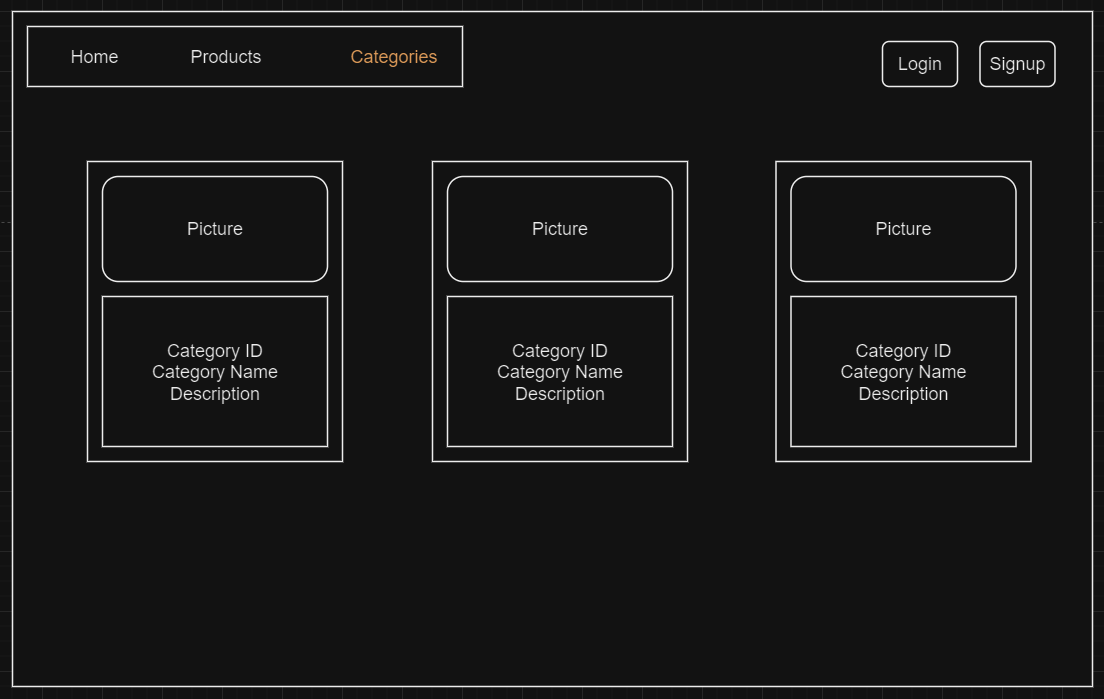 Home Products Categories
Login Signup
Picture
Category ID
Category Name
Description
Picture
Category ID
Category Name
Description
Picture
Category ID
Category Name
Description